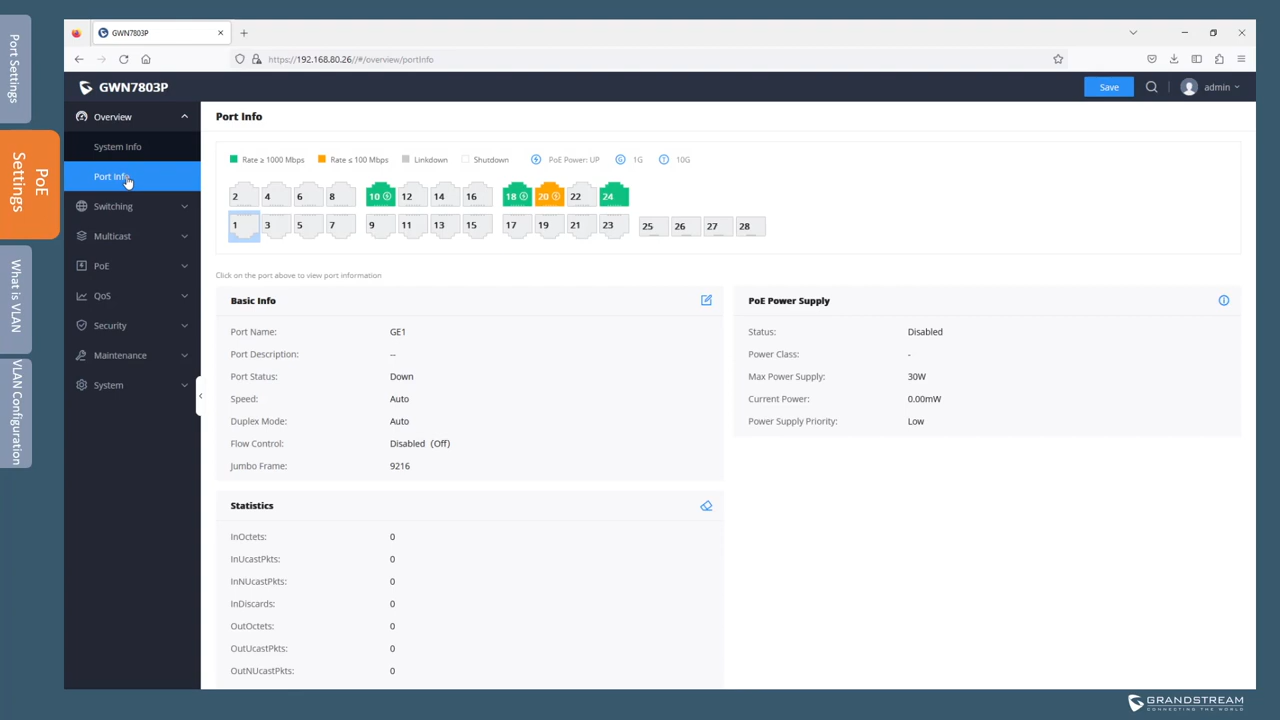 Port Settings
PoE
Settings
What is VLAN
VLAN Configuration
GWN7803P
https://192.168.80.26//#/overview/portInfo
GWN7803P
Save
admin
Overview
System Info
Port Info
Switching
Multicast
PoE
QoS
Security
Maintenance
System
Port Info
Rate ≥ 1000 Mbps Rate ≤ 100 Mbps Linkdown Shutdown PoE Power: UP 1G 10G
2 4 6 8 10 12 14 16 18 20 22 24
1 3 5 7 9 11 13 15 17 19 21 23 25 26 27 28
Click on the port above to view port information
Basic Info
Port Name: GE1
Port Description: --
Port Status: Down
Speed: Auto
Duplex Mode: Auto
Flow Control: Disabled (Off)
Jumbo Frame: 9216
PoE Power Supply
Status: Disabled
Power Class: -
Max Power Supply: 30W
Current Power: 0.00mW
Power Supply Priority: Low
Statistics
InOctets: 0
InUcastPkts: 0
InNUcastPkts: 0
InDiscards: 0
OutOctets: 0
OutUcastPkts: 0
OutNUcastPkts: 0
GRANDSTREAM
CONNECTING THE WORLD